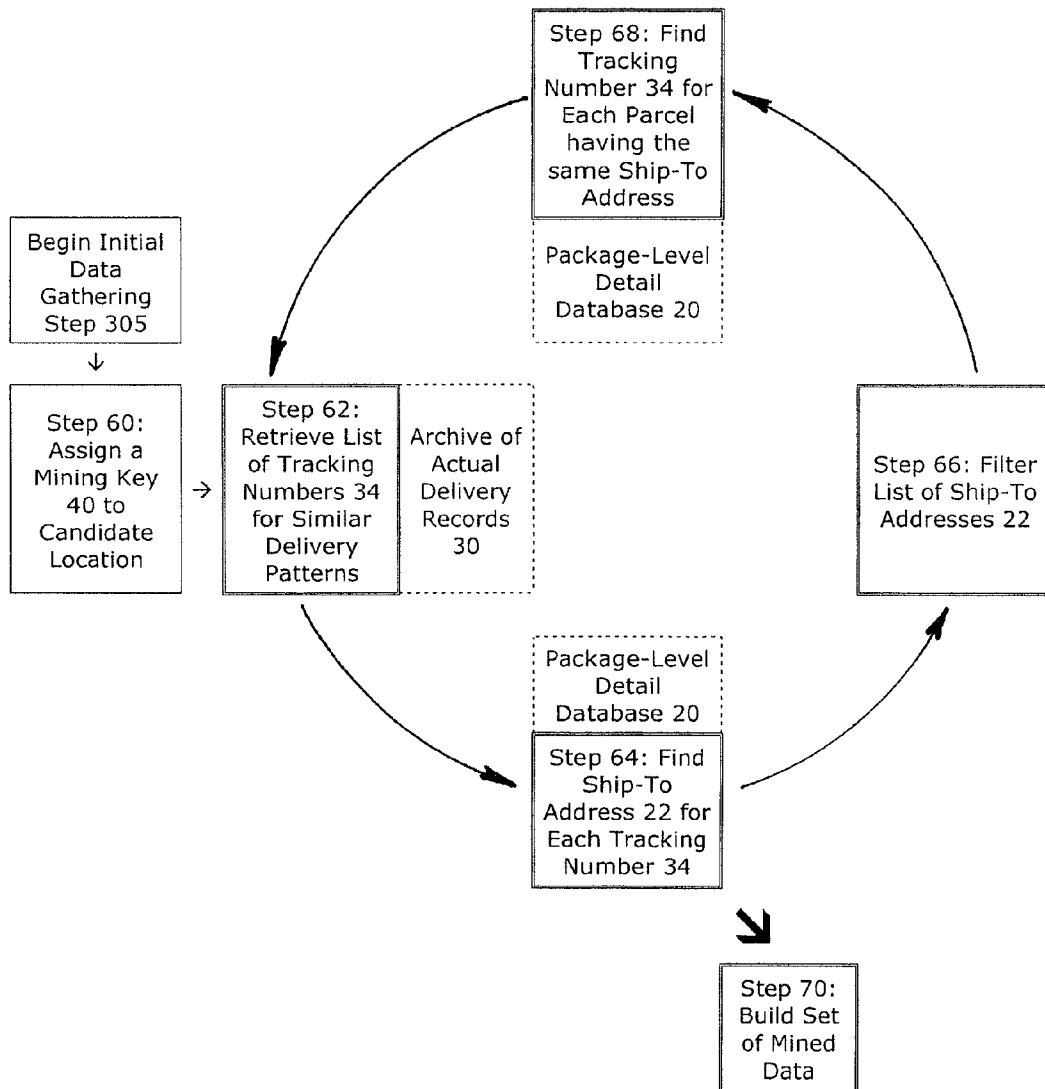 Step 68: Find
Tracking
Number 34 for
Each Parcel
having the
same Ship-To
Address
Package-Level
Detail
Database 20
Begin Initial
Data
Gathering
Step 305
Step 60:
Assign a
Mining Key
40 to
Candidate
Location
Step 62:
Retrieve List
of Tracking
Numbers 34
for Similar
Delivery
Patterns
Archive of
Actual
Delivery
Records
30
Step 66: Filter
List of Ship-To
Addresses 22
Package-Level
Detail
Database 20
Step 64: Find
Ship-To
Address 22 for
Each Tracking
Number 34
Step 70:
Build Set
of Mined
Data